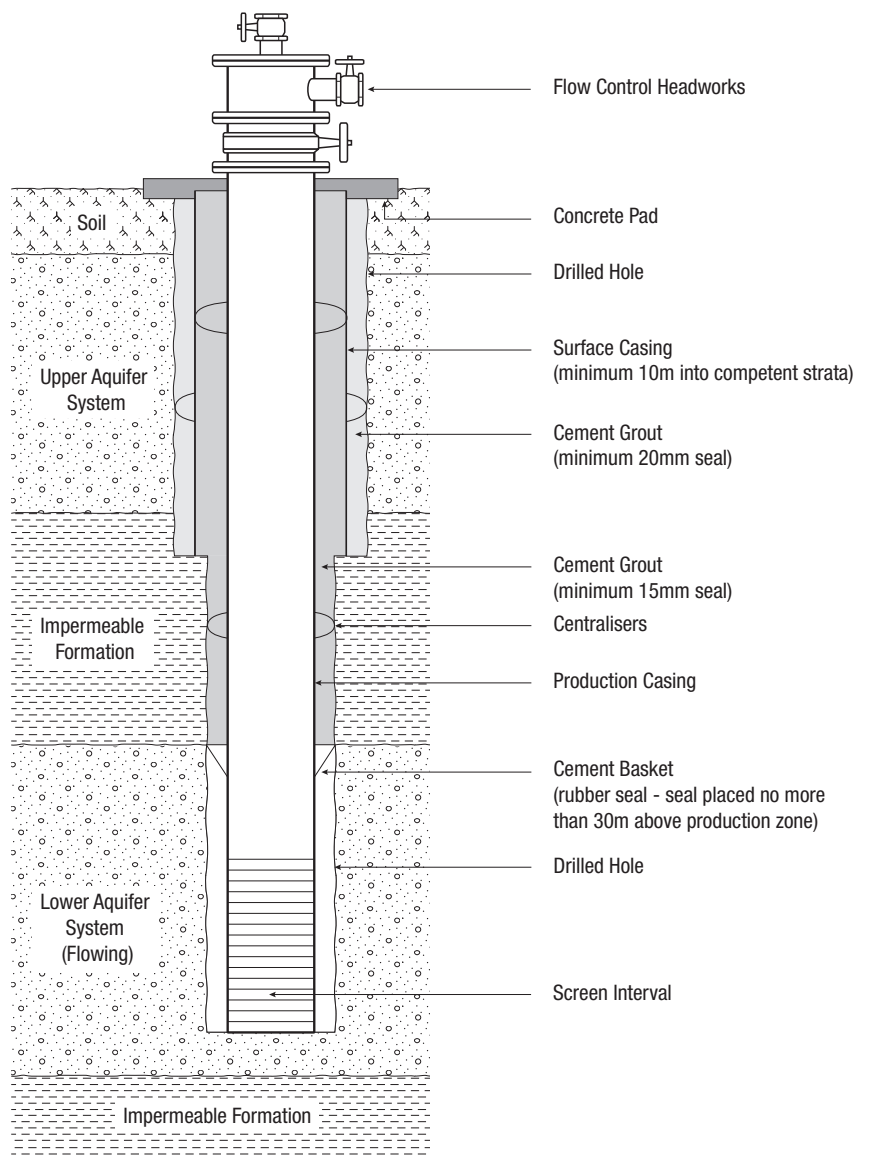 Flow Control Headworks
Soil
Concrete Pad
Drilled Hole
Upper Aquifer
System
Surface Casing
(minimum 10m into competent strata)
Cement Grout
(minimum 20mm seal)
Cement Grout
(minimum 15mm seal)
Impermeable
Formation
Centralisers
Production Casing
Cement Basket
(rubber seal - seal placed no more
than 30m above production zone)
Drilled Hole
Lower Aquifer
System
(Flowing)
Screen Interval
Impermeable Formation